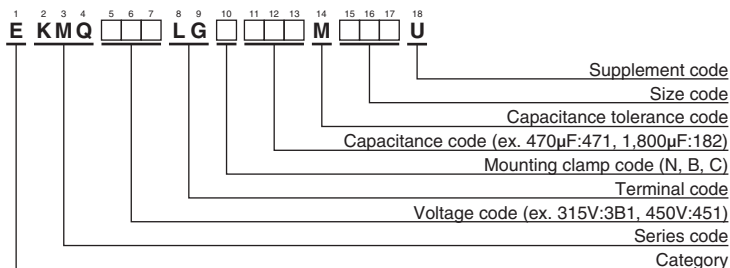 1 2 3 4 5 6 7 8 9 10 11 12 13 14 15 16 17 18
E KMQ □□□ LG □ □□□ M □□□ U
Supplement code
Size code
Capacitance tolerance code
Capacitance code (ex. 470µF:471, 1,800µF:182)
Mounting clamp code (N, B, C)
Terminal code
Voltage code (ex. 315V:3B1, 450V:451)
Series code
Category